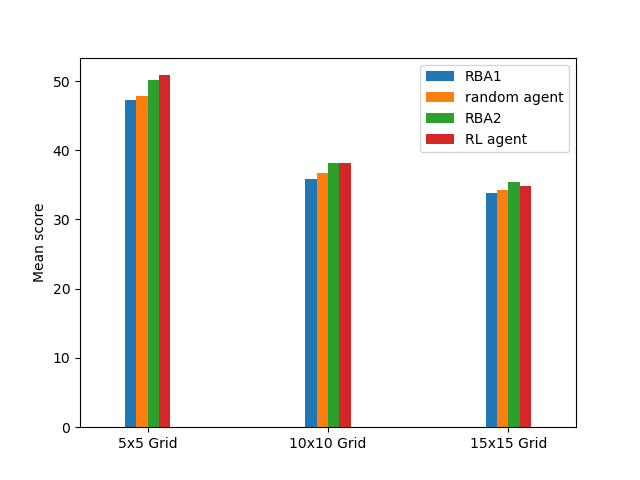 RBA1
random agent
RBA2
RL agent
Mean score
50
40
30
20
10
0
5x5 Grid
10x10 Grid
15x15 Grid